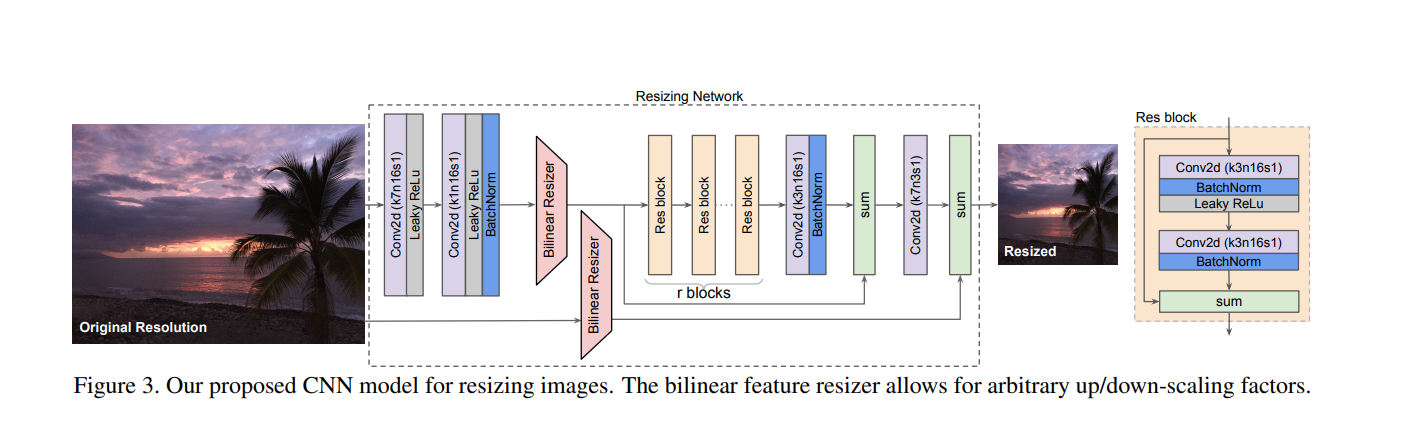 Resizing Network
Original Resolution
Conv2d (k7n16s1)
Leaky ReLu
Conv2d (k1n16s1)
Leaky ReLu
BatchNorm
Bilinear Resizer
Bilinear Resizer
Res block
Res block
Res block
r blocks
Conv2d (k3n16s1)
BatchNorm
sum
Conv2d (k7n3s1)
sum
Resized
Res block
Conv2d (k3n16s1)
BatchNorm
Leaky ReLu
Conv2d (k3n16s1)
BatchNorm
sum
Figure 3. Our proposed CNN model for resizing images. The bilinear feature resizer allows for arbitrary up/down-scaling factors.